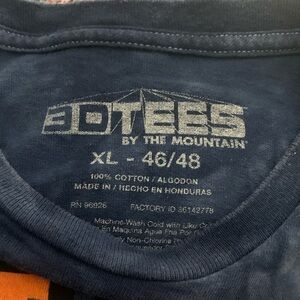 3DTEES
BY THE MOUNTAIN
XL - 46/48
100% COTTON / ALGODON
MADE IN / HECHO EN HONDURAS
RN 96926 FACTORY ID 36142778
Machine Wash Cold with Like
En Maquina Agua Fria Por
Non-Chlorine